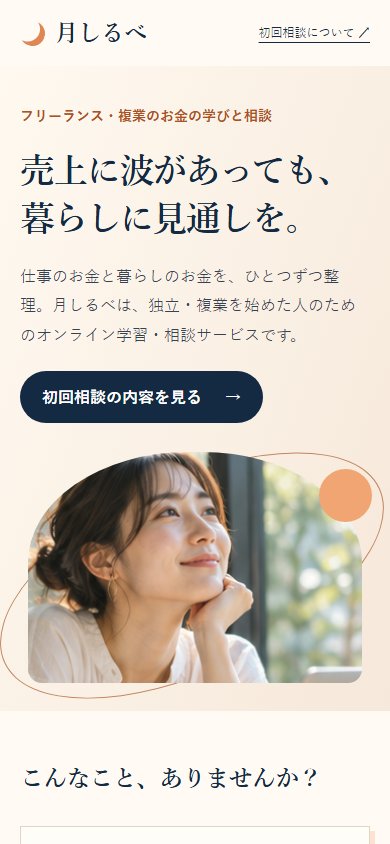 月しるべ
初回相談について ↗
フリーランス・複業のお金の学びと相談
売上に波があっても、
暮らしに見通しを。
仕事のお金と暮らしのお金を、ひとつずつ整
理。月しるべは、独立・複業を始めた人のため
のオンライン学習・相談サービスです。
初回相談の内容を見る →
こんなこと、ありませんか？